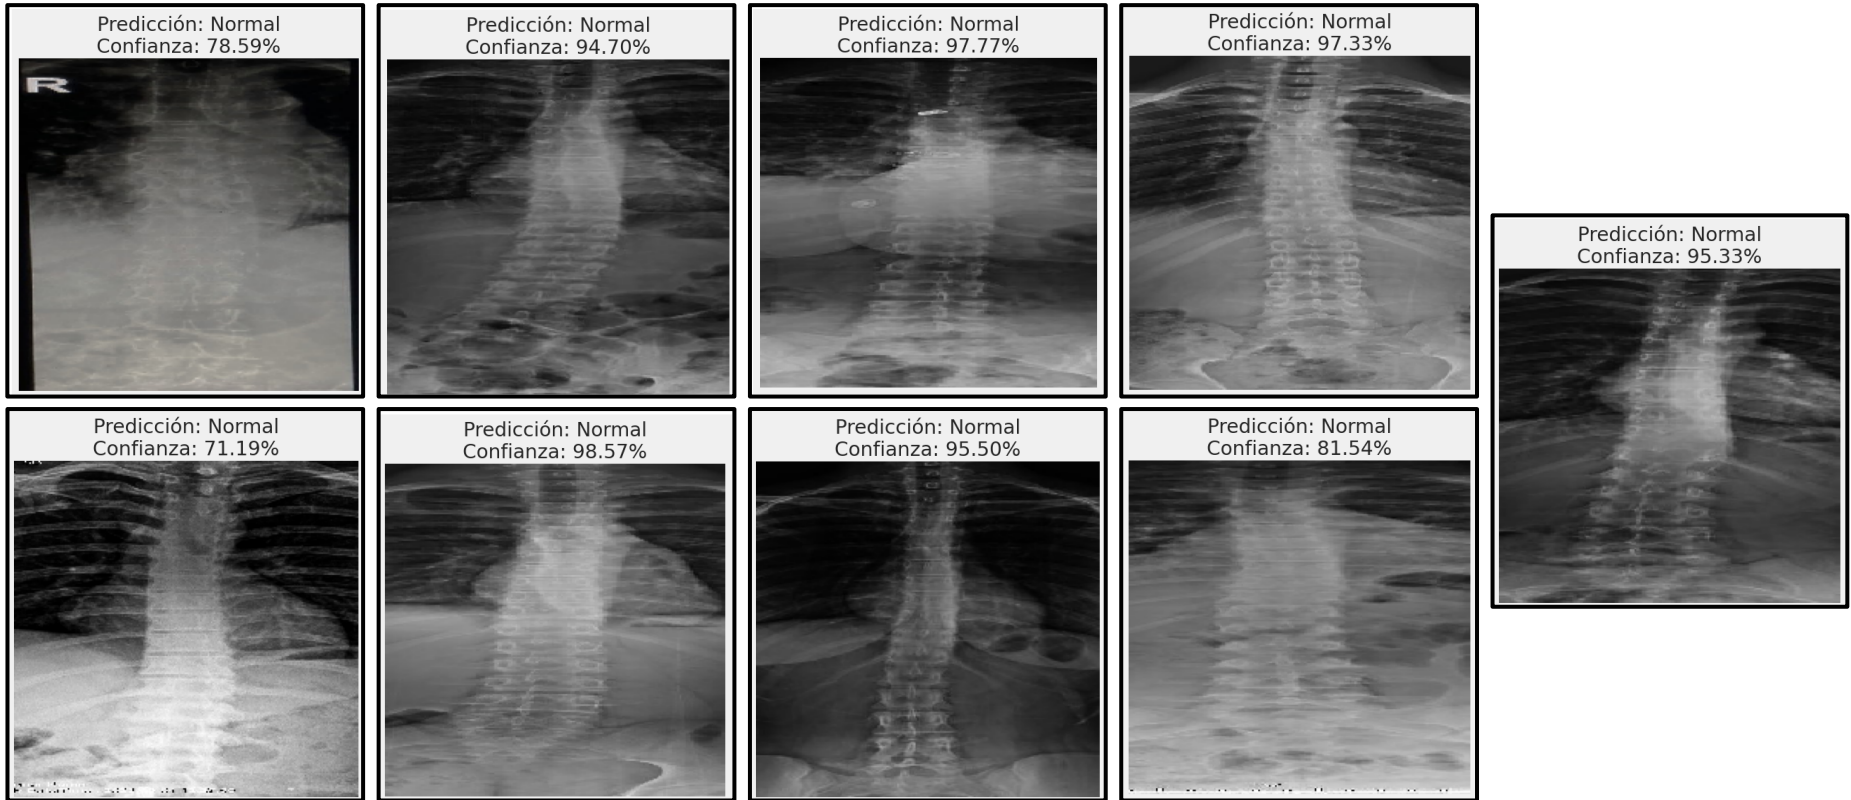 Predicción: Normal
Confianza: 78.59%
R
Predicción: Normal
Confianza: 94.70%
Predicción: Normal
Confianza: 97.77%
Predicción: Normal
Confianza: 97.33%
Predicción: Normal
Confianza: 95.33%
Predicción: Normal
Confianza: 71.19%
Predicción: Normal
Confianza: 98.57%
Predicción: Normal
Confianza: 95.50%
Predicción: Normal
Confianza: 81.54%